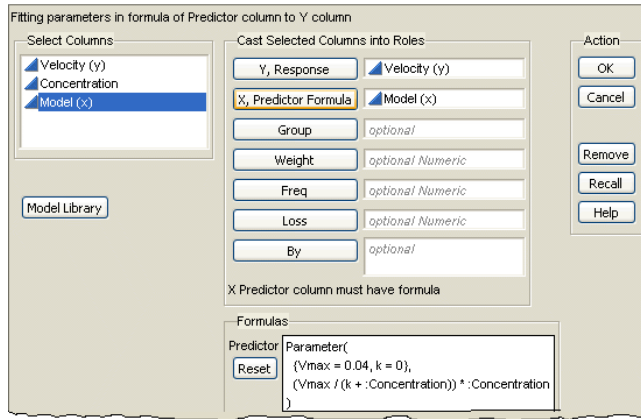 Fitting parameters in formula of Predictor column to Y column
Select Columns
Velocity (y)
Concentration
Model (x)
Model Library
Cast Selected Columns into Roles
Y, Response
Velocity (y)
X, Predictor Formula
Model (x)
Group
optional
Weight
optional Numeric
Freq
optional Numeric
Loss
optional Numeric
By
optional
X Predictor column must have formula
Action
OK
Cancel
Remove
Recall
Help
Formulas
Predictor
Reset
Parameter(
{Vmax = 0.04, k = 0},
(Vmax / (k + :Concentration)) * :Concentration
)